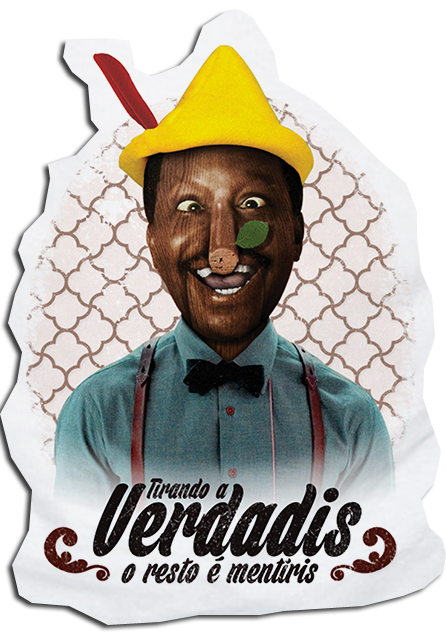 Tirando a
Verdadis
o resto é mentiris